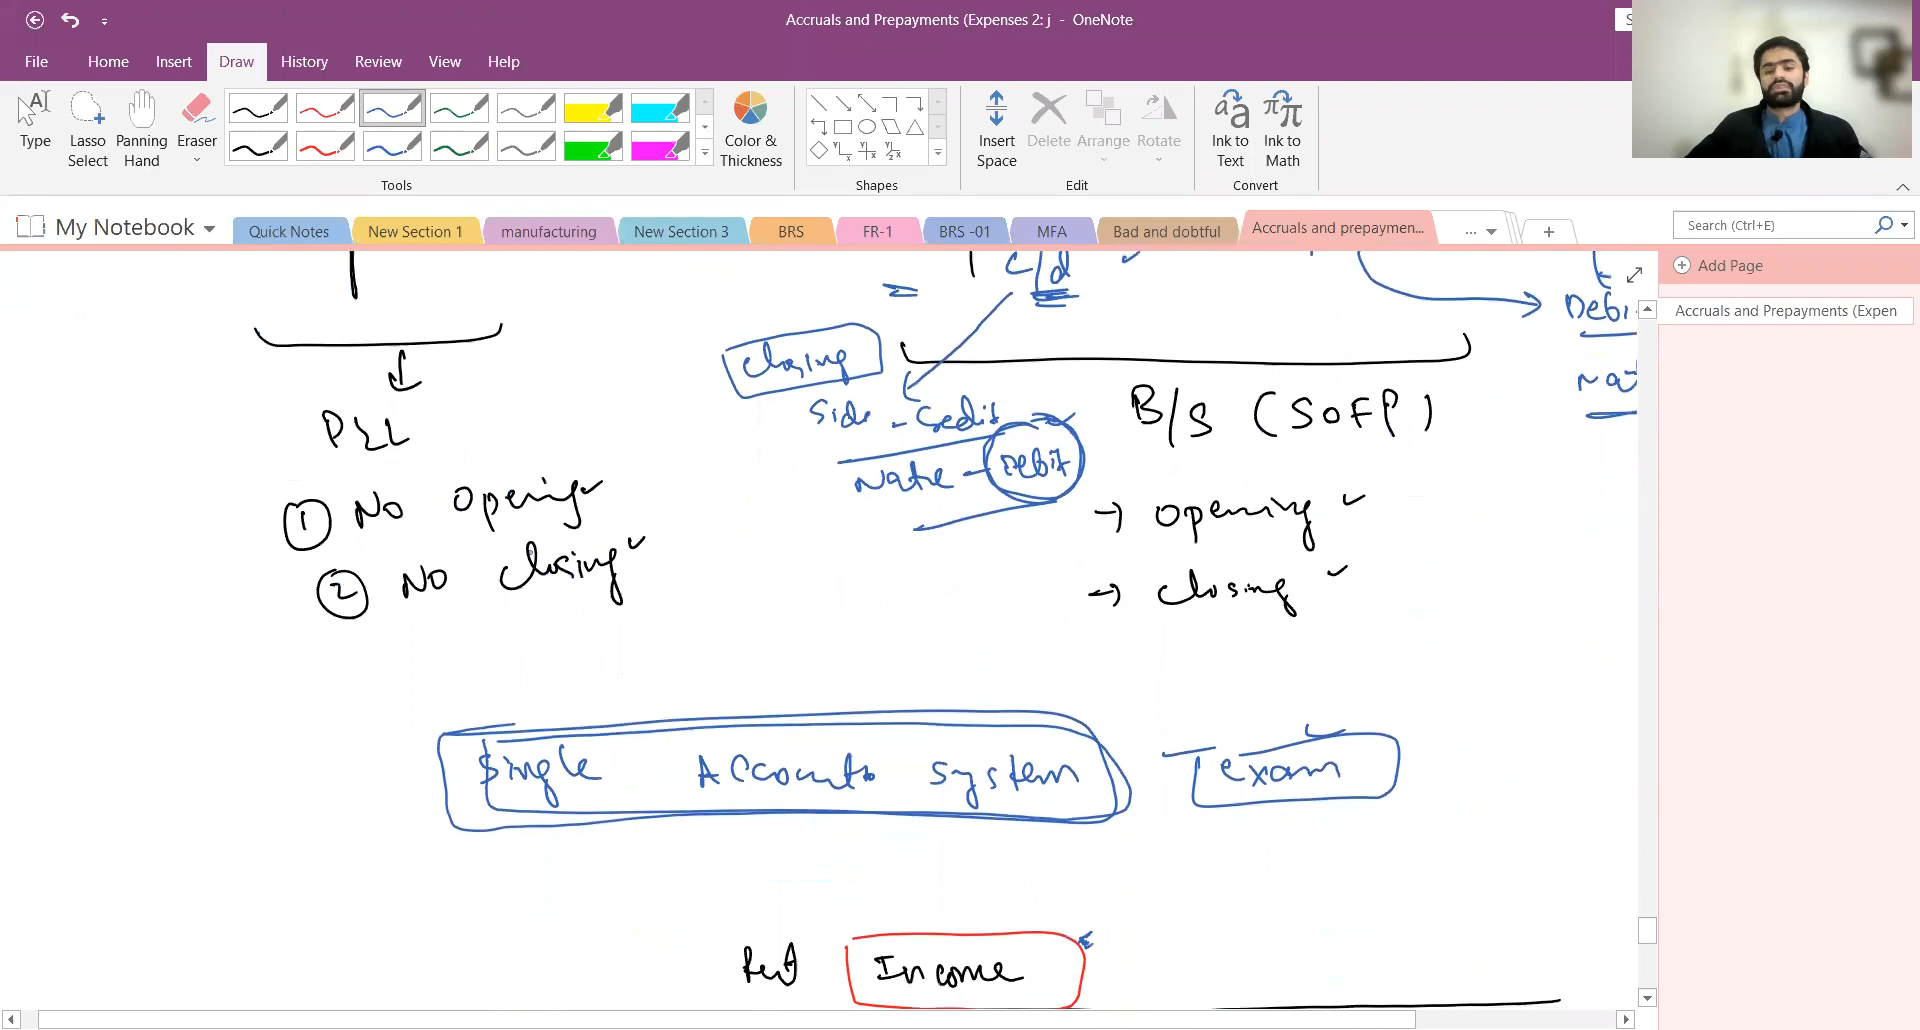 Accruals and Prepayments (Expenses 2: j - OneNote
File Home Insert Draw History Review View Help
Type
Lasso Select
Panning Hand
Eraser
Color & Thickness
Insert Space
Delete
Arrange
Rotate
Ink to Text
Ink to Math
Tools
Shapes
Edit
Convert
My Notebook
Quick Notes
New Section 1
manufacturing
New Section 3
BRS
FR-1
BRS -01
MFA
Bad and doubtful
Accruals and prepaymen...
...
Search (Ctrl+E)
Add Page
Accruals and Prepayments (Expen
c/d
Debi
closing
Side - Credit
B/S (SOFP)
Nat
P&L
Nature - Debit
1 No opening
→ opening
2 No closing
→ closing
Single Accounts system
exam
Rent Income